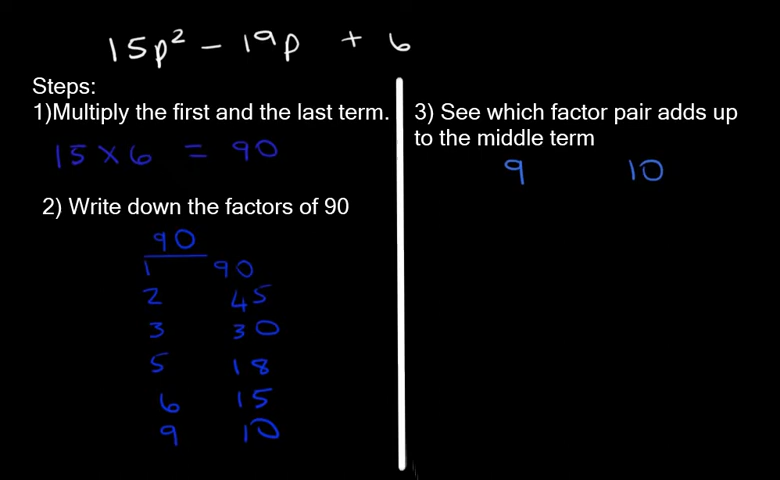 15p² − 19p + 6
Steps:
1)Multiply the first and the last term.
15 × 6 = 90
2) Write down the factors of 90
90
1 90
2 45
3 30
5 18
6 15
9 10
3) See which factor pair adds up
to the middle term
9 10